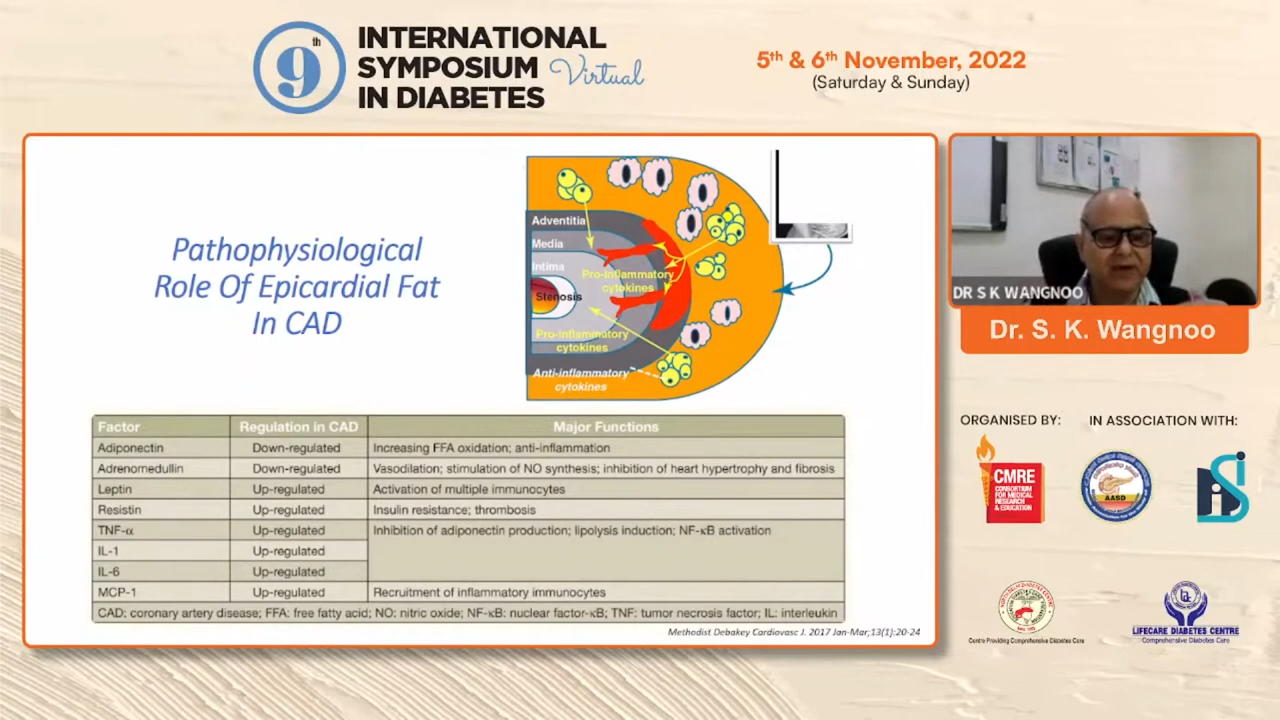 9th
INTERNATIONAL
SYMPOSIUM Virtual
IN DIABETES
5th & 6th November, 2022
(Saturday & Sunday)
Pathophysiological
Role Of Epicardial Fat
In CAD
Adventitia
Media
Intima
Pro-Inflammatory
cytokines
Stenosis
Pro-inflammatory
cytokines
Anti-inflammatory
cytokines
Factor Regulation in CAD Major Functions
Adiponectin Down-regulated Increasing FFA oxidation; anti-inflammation
Adrenomedullin Down-regulated Vasodilation; stimulation of NO synthesis; inhibition of heart hypertrophy and fibrosis
Leptin Up-regulated Activation of multiple immunocytes
Resistin Up-regulated Insulin resistance; thrombosis
TNF-α Up-regulated Inhibition of adiponectin production; lipolysis induction; NF-κB activation
IL-1 Up-regulated
IL-6 Up-regulated
MCP-1 Up-regulated Recruitment of inflammatory immunocytes
CAD: coronary artery disease; FFA: free fatty acid; NO: nitric oxide; NF-κB: nuclear factor-κB; TNF: tumor necrosis factor; IL: interleukin
Methodist Debakey Cardiovasc J. 2017 Jan-Mar;13(1):20-24
DR S K WANGNOO
Dr. S. K. Wangnoo
ORGANISED BY: IN ASSOCIATION WITH:
CMRE
CONSORTIUM
FOR MEDICAL
RESEARCH
& EDUCATION
AASD
Centre Providing Comprehensive Diabetes Care
LIFECARE DIABETES CENTRE
Comprehensive Diabetes Care